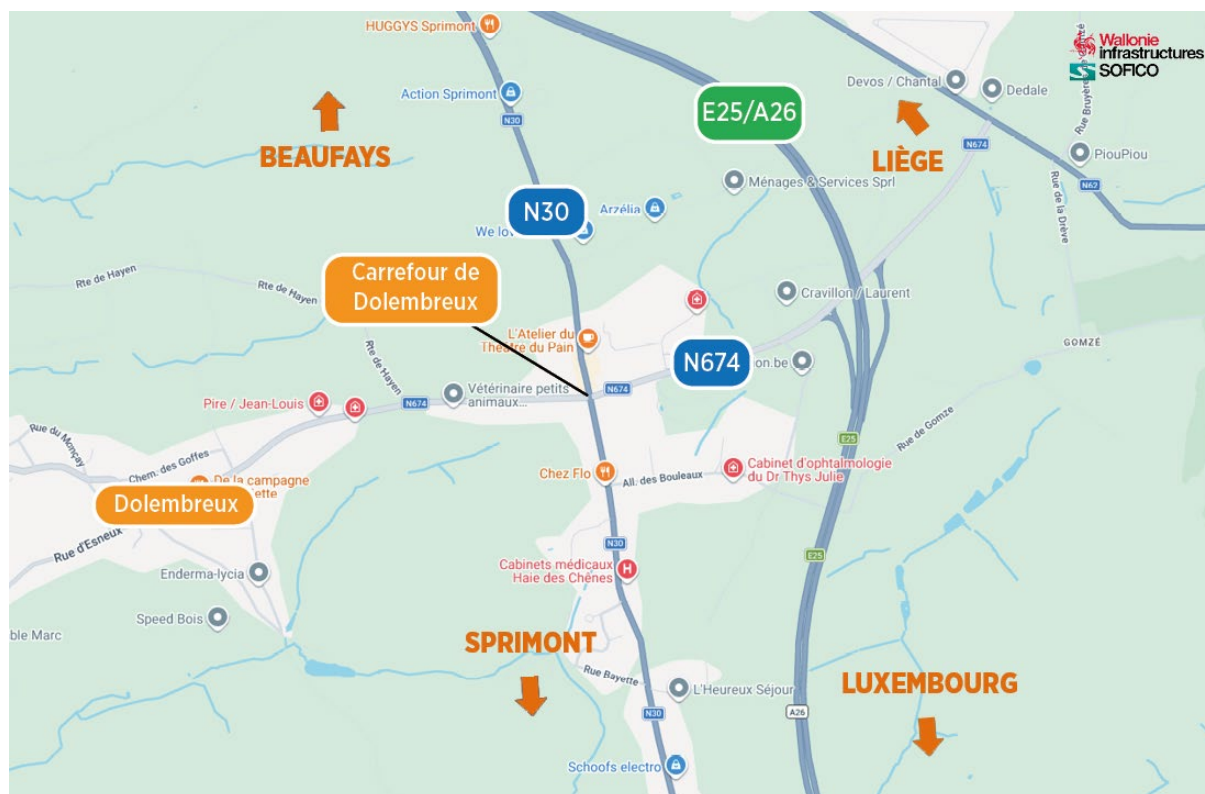 HUGGYS Sprimont
Wallonie
infrastructures
SOFICO
Devos / Chantal
Dedale
Action Sprimont
N30
E25/A26
BEAUFAYS
LIÈGE
N674
PiouPiou
Ménages & Services Sprl
N62
Rue de la Drève
N30
Arzélia
We lov
Carrefour de
Dolembreux
Rte de Hayen
Rte de Hayen
Rte de Hayen
Cravillon / Laurent
L'Atelier du
Théâtre du Pain
GOMZÉ
N674
on.be
N674
Vétérinaire petits
animaux...
N674
Pire / Jean-Louis
Rue du Monçay
Chem. des Goffes
E25
Rue de Gomze
Chez Flo
All. des Bouleaux
Cabinet d'ophtalmologie
du Dr Thys Julie
De la campagne
ette
Dolembreux
Rue d'Esneux
N30
E25
Cabinets médicaux
Haie des Chênes
Enderma-lycia
Speed Bois
ble Marc
SPRIMONT
Rue Bayette
LUXEMBOURG
L'Heureux Séjour
N30
A26
Schoofs electro